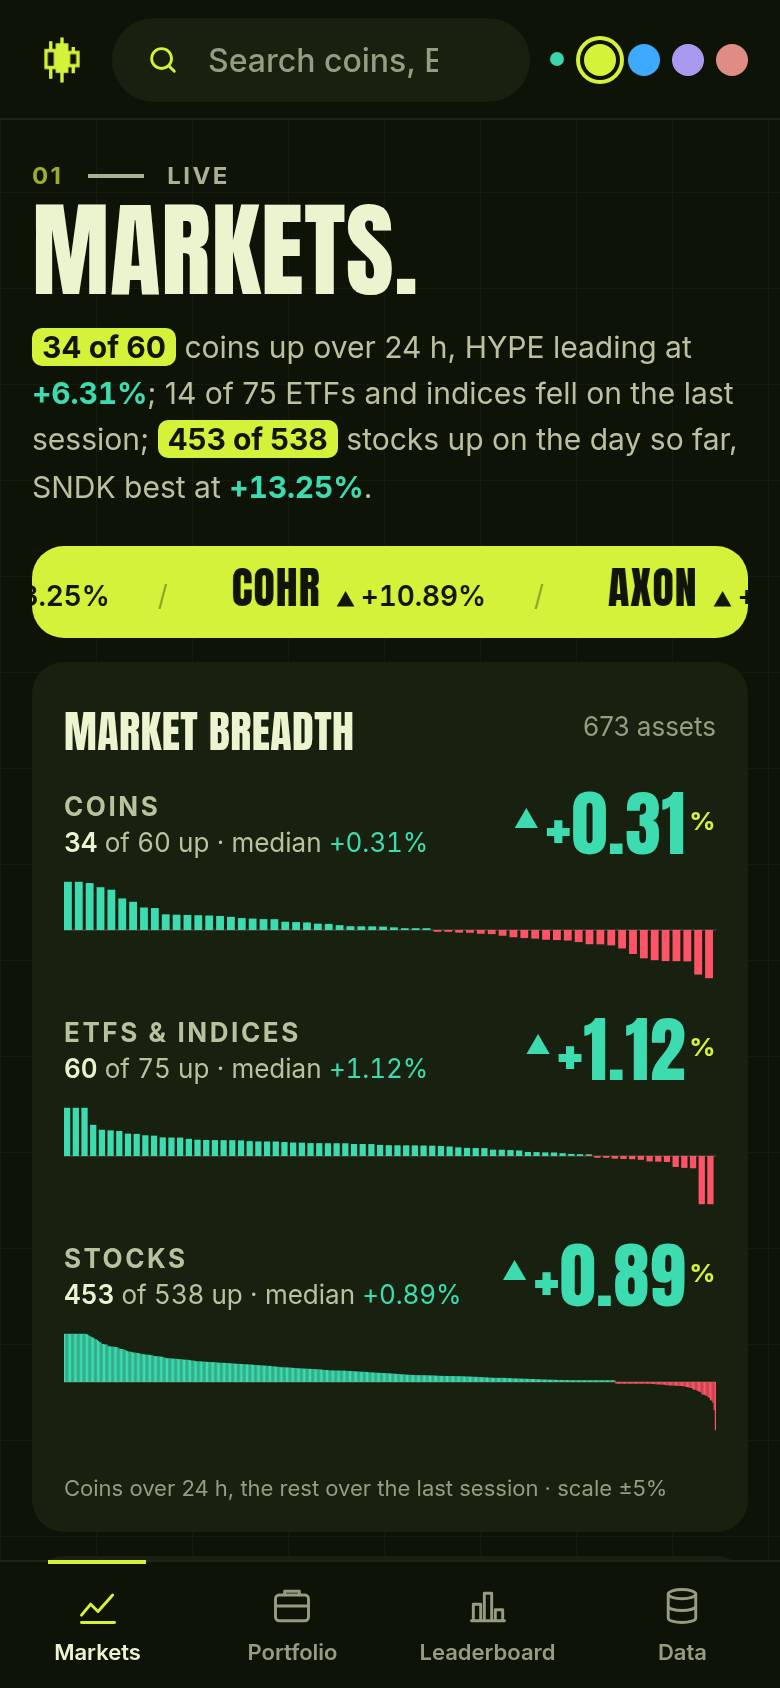 Search coins, E
01 LIVE
MARKETS.
34 of 60 coins up over 24 h, HYPE leading at
+6.31%; 14 of 75 ETFs and indices fell on the last
session; 453 of 538 stocks up on the day so far,
SNDK best at +13.25%.
3.25% / COHR ▲+10.89% / AXON ▲+
MARKET BREADTH 673 assets
COINS
34 of 60 up · median +0.31%
▲+0.31%
ETFS & INDICES
60 of 75 up · median +1.12%
▲+1.12%
STOCKS
453 of 538 up · median +0.89%
▲+0.89%
Coins over 24 h, the rest over the last session · scale ±5%
Markets Portfolio Leaderboard Data